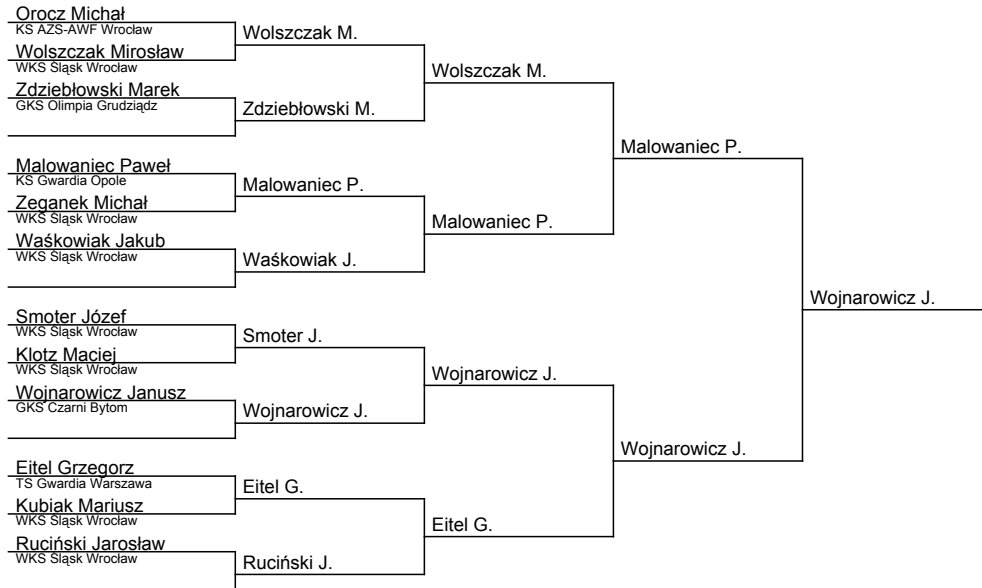 Orocz Michał
KS AZS-AWF Wrocław
Wolszczak Mirosław
WKS Śląsk Wrocław
Zdziebłowski Marek
GKS Olimpia Grudziądz
Malowaniec Paweł
KS Gwardia Opole
Zeganek Michał
WKS Śląsk Wrocław
Waśkowiak Jakub
WKS Śląsk Wrocław
Smoter Józef
WKS Śląsk Wrocław
Klotz Maciej
WKS Śląsk Wrocław
Wojnarowicz Janusz
GKS Czarni Bytom
Eitel Grzegorz
TS Gwardia Warszawa
Kubiak Mariusz
WKS Śląsk Wrocław
Ruciński Jarosław
WKS Śląsk Wrocław
Wolszczak M.
Zdziebłowski M.
Malowaniec P.
Waśkowiak J.
Smoter J.
Wojnarowicz J.
Eitel G.
Ruciński J.
Wolszczak M.
Malowaniec P.
Wojnarowicz J.
Eitel G.
Malowaniec P.
Wojnarowicz J.
Wojnarowicz J.